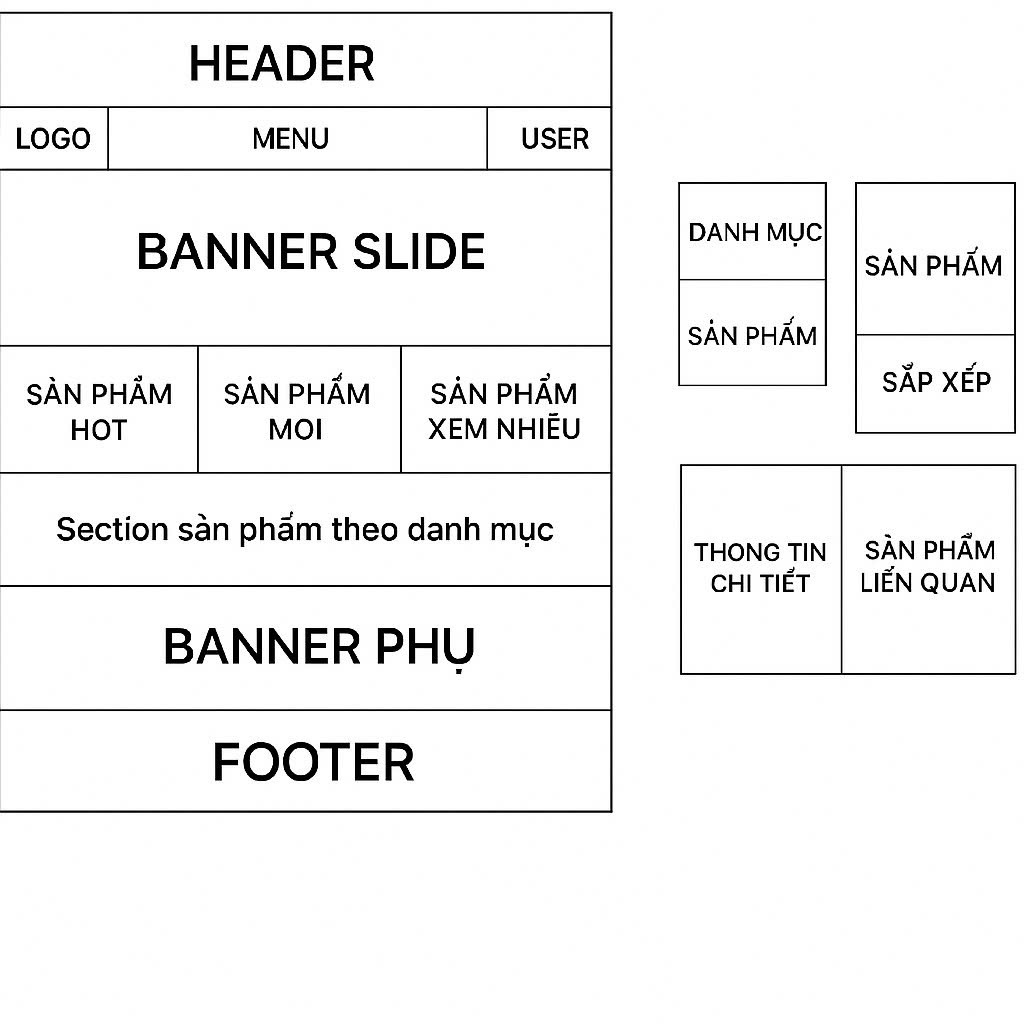 HEADER
LOGO
MENU
USER
BANNER SLIDE
SÀN PHẨM
HOT
SẢN PHẨM
MOI
SẢN PHẨM
XEM NHIỀU
Section sàn phẩm theo danh mục
BANNER PHỤ
FOOTER
DANH MỤC
SẢN PHẨM
SẢN PHẨM
SẮP XẾP
THONG TIN
CHI TIẾT
SÀN PHẨM
LIẾN QUAN